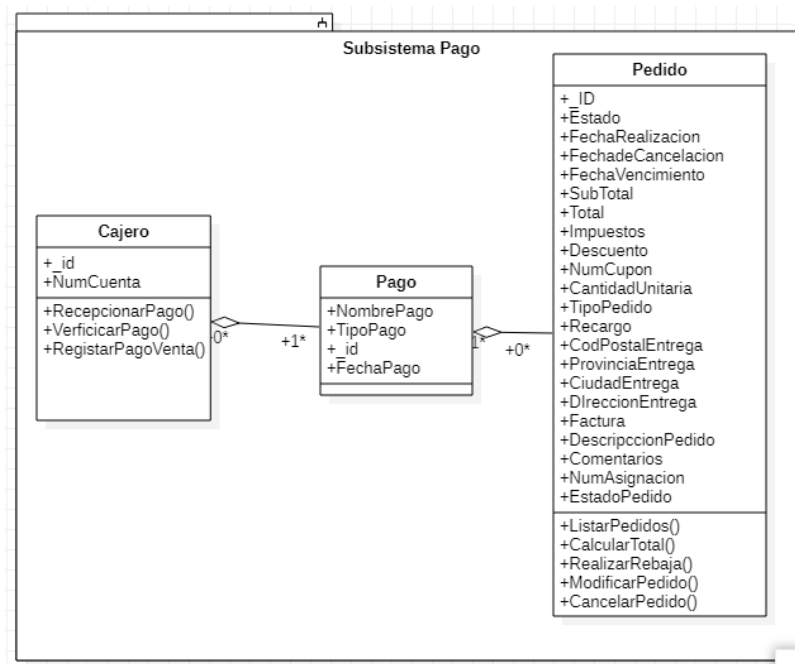 Subsistema Pago
Cajero
+_id
+NumCuenta
+RecepcionarPago()
+VerficicarPago()
+RegistarPagoVenta()
0*
+1*
Pago
+NombrePago
+TipoPago
+_id
+FechaPago
1*
+0*
Pedido
+_ID
+Estado
+FechaRealizacion
+FechadeCancelacion
+FechaVencimiento
+SubTotal
+Total
+Impuestos
+Descuento
+NumCupon
+CantidadUnitaria
+TipoPedido
+Recargo
+CodPostalEntrega
+ProvinciaEntrega
+CiudadEntrega
+DIreccionEntrega
+Factura
+DescripccionPedido
+Comentarios
+NumAsignacion
+EstadoPedido
+ListarPedidos()
+CalcularTotal()
+RealizarRebaja()
+ModificarPedido()
+CancelarPedido()